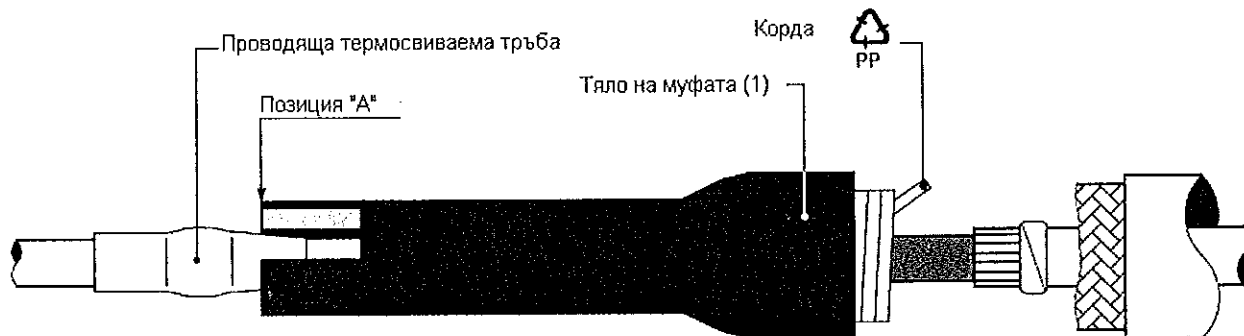 Корда
PP
Проводяща термосвиваема тръба
Тяло на муфата (1)
Позиция "А"